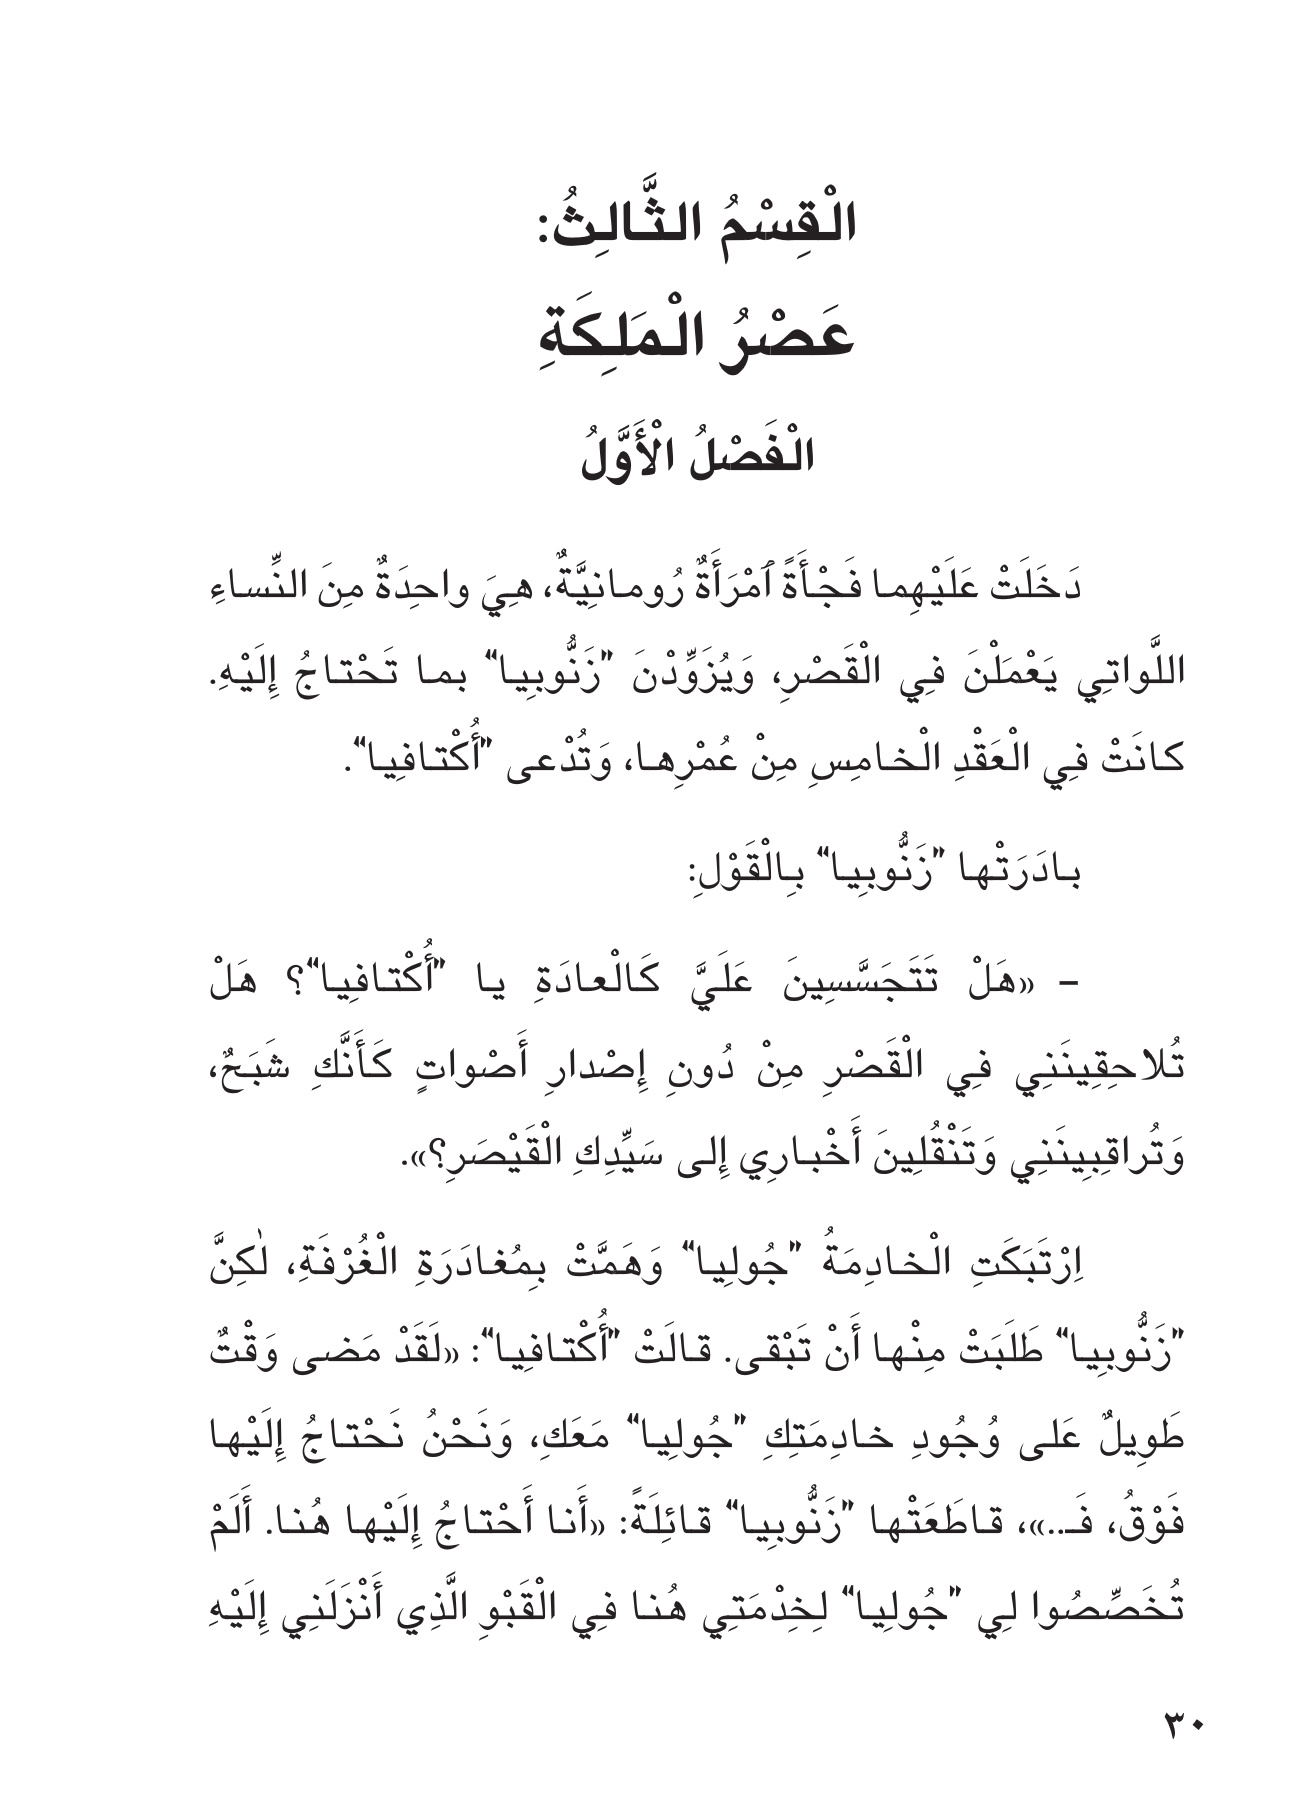 الْقِسْمُ الثَّالِثُ:
عَصْرُ الْمَلِكَةِ
الْفَصْلُ الْأَوَّلُ
دَخَلَتْ عَلَيْهِما فَجْأَةً ٱمْرَأَةٌ رُومانِيَّةٌ، هِيَ واحِدَةٌ مِنَ النِّساءِ
اللَّواتِي يَعْمَلْنَ فِي الْقَصْرِ، وَيُزَوِّدْنَ "زَنُّوبِيا" بما تَحْتاجُ إِلَيْهِ.
كانَتْ فِي الْعَقْدِ الْخامِسِ مِنْ عُمْرِها، وَتُدْعى "أُكْتافِيا".
بادَرَتْها "زَنُّوبِيا" بِالْقَوْلِ:
– «هَلْ تَتَجَسَّسِينَ عَلَيَّ كَالْعادَةِ يا "أُكْتافِيا"؟ هَلْ
تُلاحِقِينَنِي فِي الْقَصْرِ مِنْ دُونِ إِصْدارِ أَصْواتٍ كَأَنَّكِ شَبَحٌ،
وَتُراقِبِينَنِي وَتَنْقُلِينَ أَخْبارِي إِلى سَيِّدِكِ الْقَيْصَرِ؟».
اِرْتَبَكَتِ الْخادِمَةُ "جُولِيا" وَهَمَّتْ بِمُغادَرَةِ الْغُرْفَةِ، لٰكِنَّ
"زَنُّوبِيا" طَلَبَتْ مِنْها أَنْ تَبْقى. قالَتْ "أُكْتافِيا": «لَقَدْ مَضى وَقْتٌ
طَوِيلٌ عَلى وُجُودِ خادِمَتِكِ "جُولِيا" مَعَكِ، وَنَحْنُ نَحْتاجُ إِلَيْها
فَوْقُ، فَـ...»، قاطَعَتْها "زَنُّوبِيا" قائِلَةً: «أَنا أَحْتاجُ إِلَيْها هُنا. أَلَمْ
تُخَصِّصُوا لِي "جُولِيا" لِخِدْمَتِي هُنا فِي الْقَبْوِ الَّذِي أَنْزَلَنِي إِلَيْهِ
٣٠